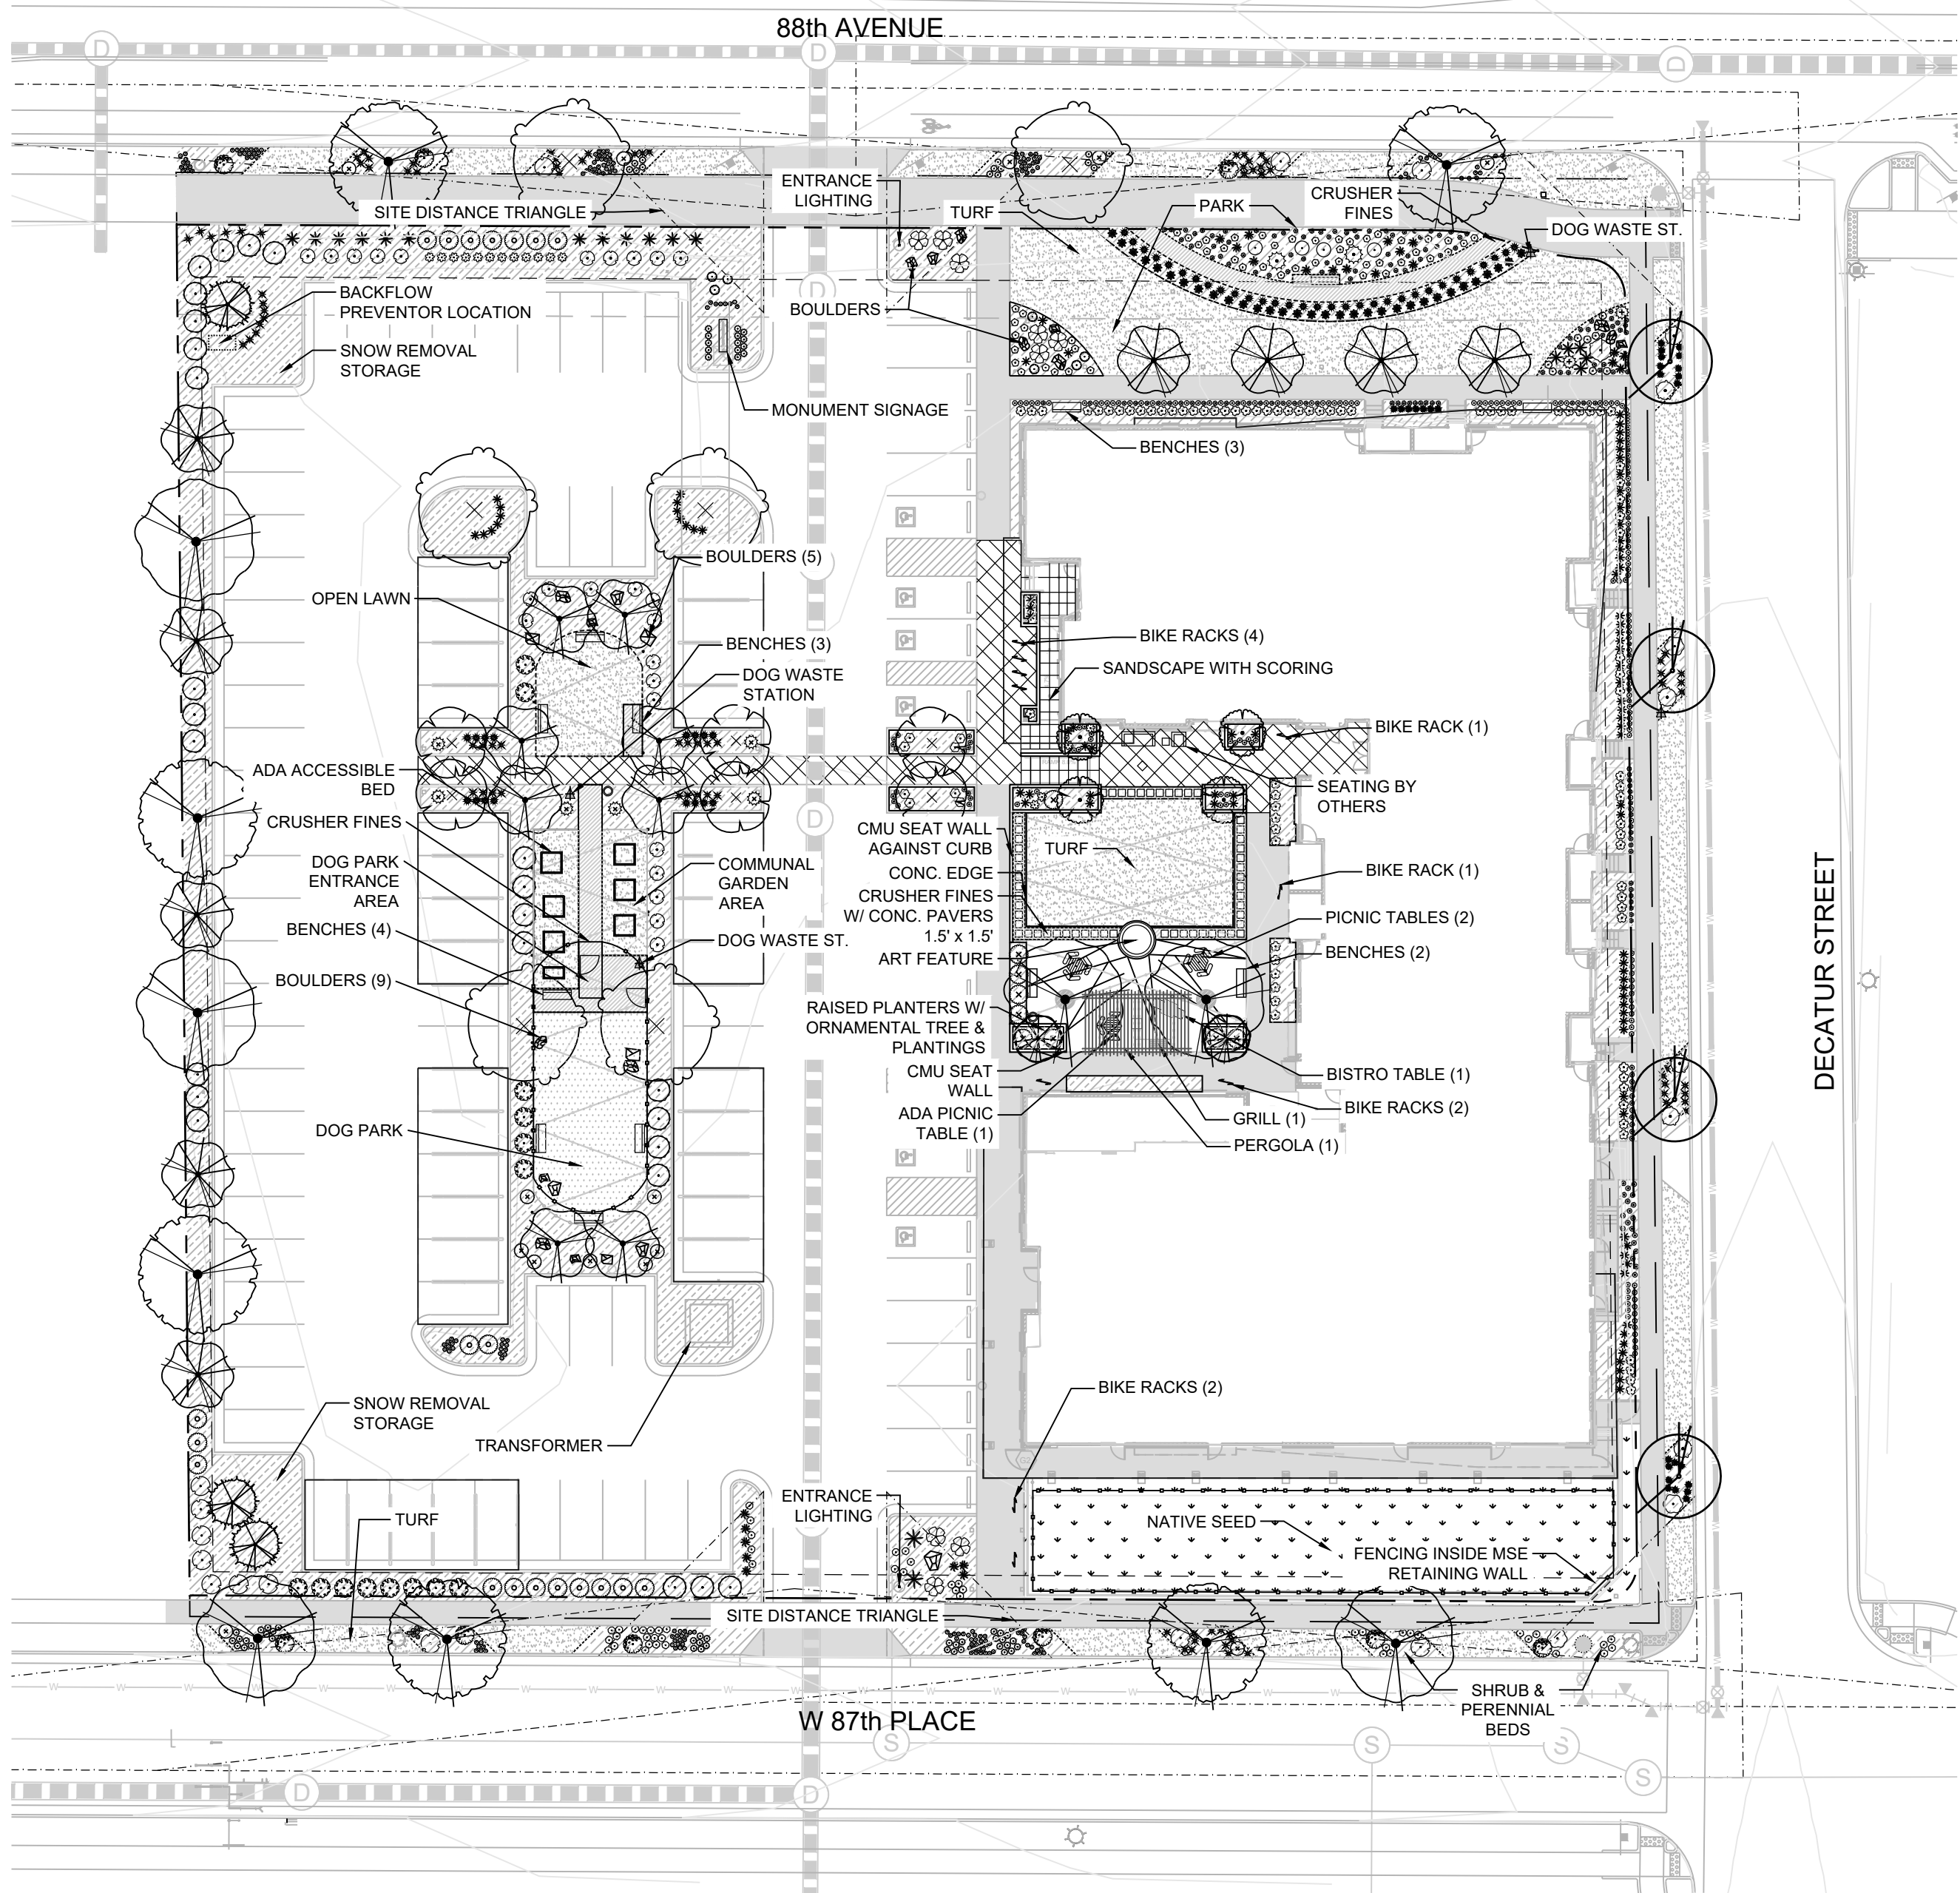 88th AVENUE
D
D
D
ENTRANCE
LIGHTING
SITE DISTANCE TRIANGLE
TURF
PARK
CRUSHER
FINES
DOG WASTE ST.
BACKFLOW
PREVENTOR LOCATION
D
BOULDERS
SNOW REMOVAL
STORAGE
MONUMENT SIGNAGE
BENCHES (3)
BOULDERS (5)
D
OPEN LAWN
BENCHES (3)
BIKE RACKS (4)
DOG WASTE
STATION
SANDSCAPE WITH SCORING
BIKE RACK (1)
ADA ACCESSIBLE
BED
SEATING BY
OTHERS
CRUSHER FINES
D
CMU SEAT WALL
AGAINST CURB
TURF
DOG PARK
ENTRANCE
AREA
COMMUNAL
GARDEN
AREA
CONC. EDGE
BIKE RACK (1)
CRUSHER FINES
W/ CONC. PAVERS
1.5' x 1.5'
PICNIC TABLES (2)
BENCHES (4)
DOG WASTE ST.
ART FEATURE
BENCHES (2)
BOULDERS (9)
RAISED PLANTERS W/
ORNAMENTAL TREE &
PLANTINGS
DECATUR STREET
CMU SEAT
WALL
BISTRO TABLE (1)
ADA PICNIC
TABLE (1)
BIKE RACKS (2)
GRILL (1)
DOG PARK
PERGOLA (1)
BIKE RACKS (2)
SNOW REMOVAL
STORAGE
TRANSFORMER
ENTRANCE
LIGHTING
TURF
NATIVE SEED
FENCING INSIDE MSE
RETAINING WALL
SITE DISTANCE TRIANGLE
SHRUB &
PERENNIAL
BEDS
W 87th PLACE
S
S
S
S
D
D